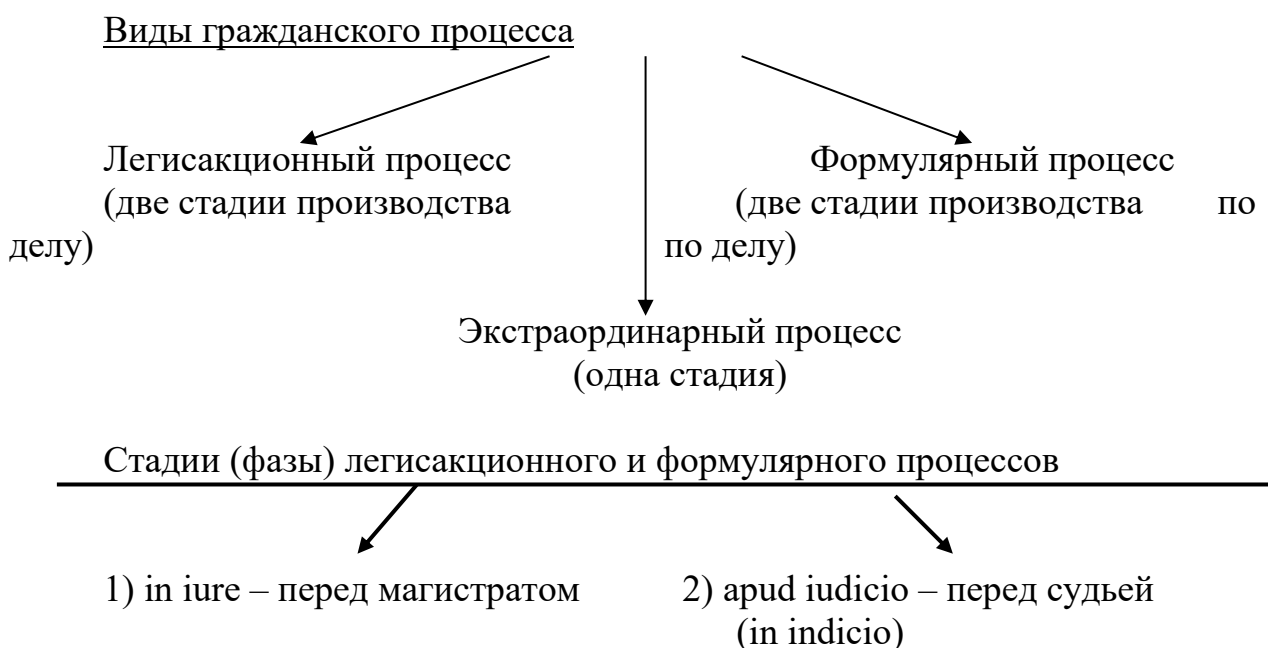 Виды гражданского процесса
Легисакционный процесс
(две стадии производства
делу)
Формулярный процесс
(две стадии производства по
по делу)
Экстраординарный процесс
(одна стадия)
Стадии (фазы) легисакционного и формулярного процессов
1) in iure – перед магистратом
2) apud iudicio – перед судьей
(in indicio)